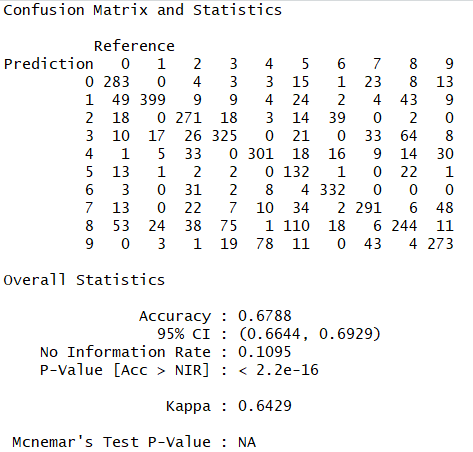 Confusion Matrix and Statistics
Reference
Prediction 0 1 2 3 4 5 6 7 8 9
0 283 0 4 3 3 15 1 23 8 13
1 49 399 9 9 4 24 2 4 43 9
2 18 0 271 18 3 14 39 0 2 0
3 10 17 26 325 0 21 0 33 64 8
4 1 5 33 0 301 18 16 9 14 30
5 13 1 2 2 0 132 1 0 22 1
6 3 0 31 2 8 4 332 0 0 0
7 13 0 22 7 10 34 2 291 6 48
8 53 24 38 75 1 110 18 6 244 11
9 0 3 1 19 78 11 0 43 4 273
Overall Statistics
Accuracy : 0.6788
95% CI : (0.6644, 0.6929)
No Information Rate : 0.1095
P-Value [Acc > NIR] : < 2.2e-16
Kappa : 0.6429
Mcnemar's Test P-Value : NA